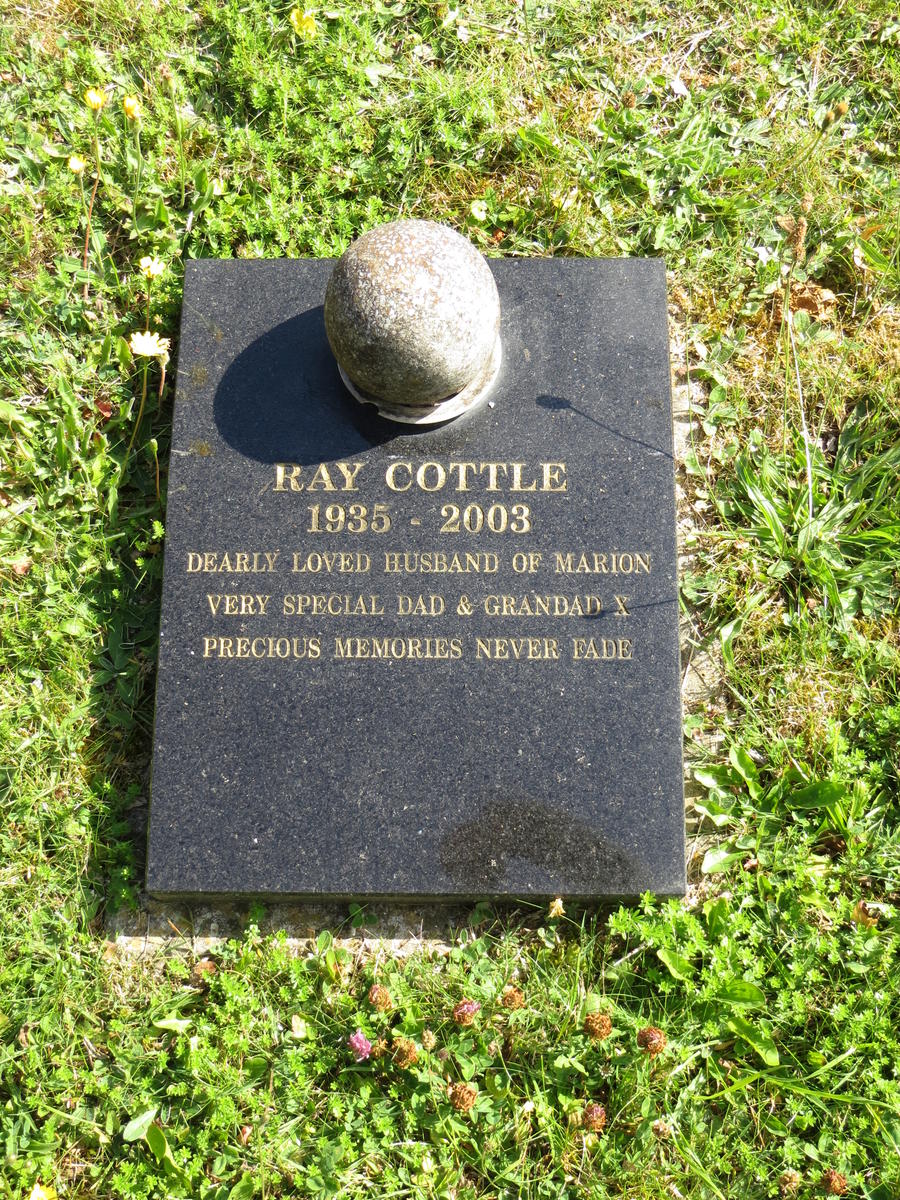 RAY COTTLE
1935 - 2003
DEARLY LOVED HUSBAND OF MARION
VERY SPECIAL DAD & GRANDAD X
PRECIOUS MEMORIES NEVER FADE